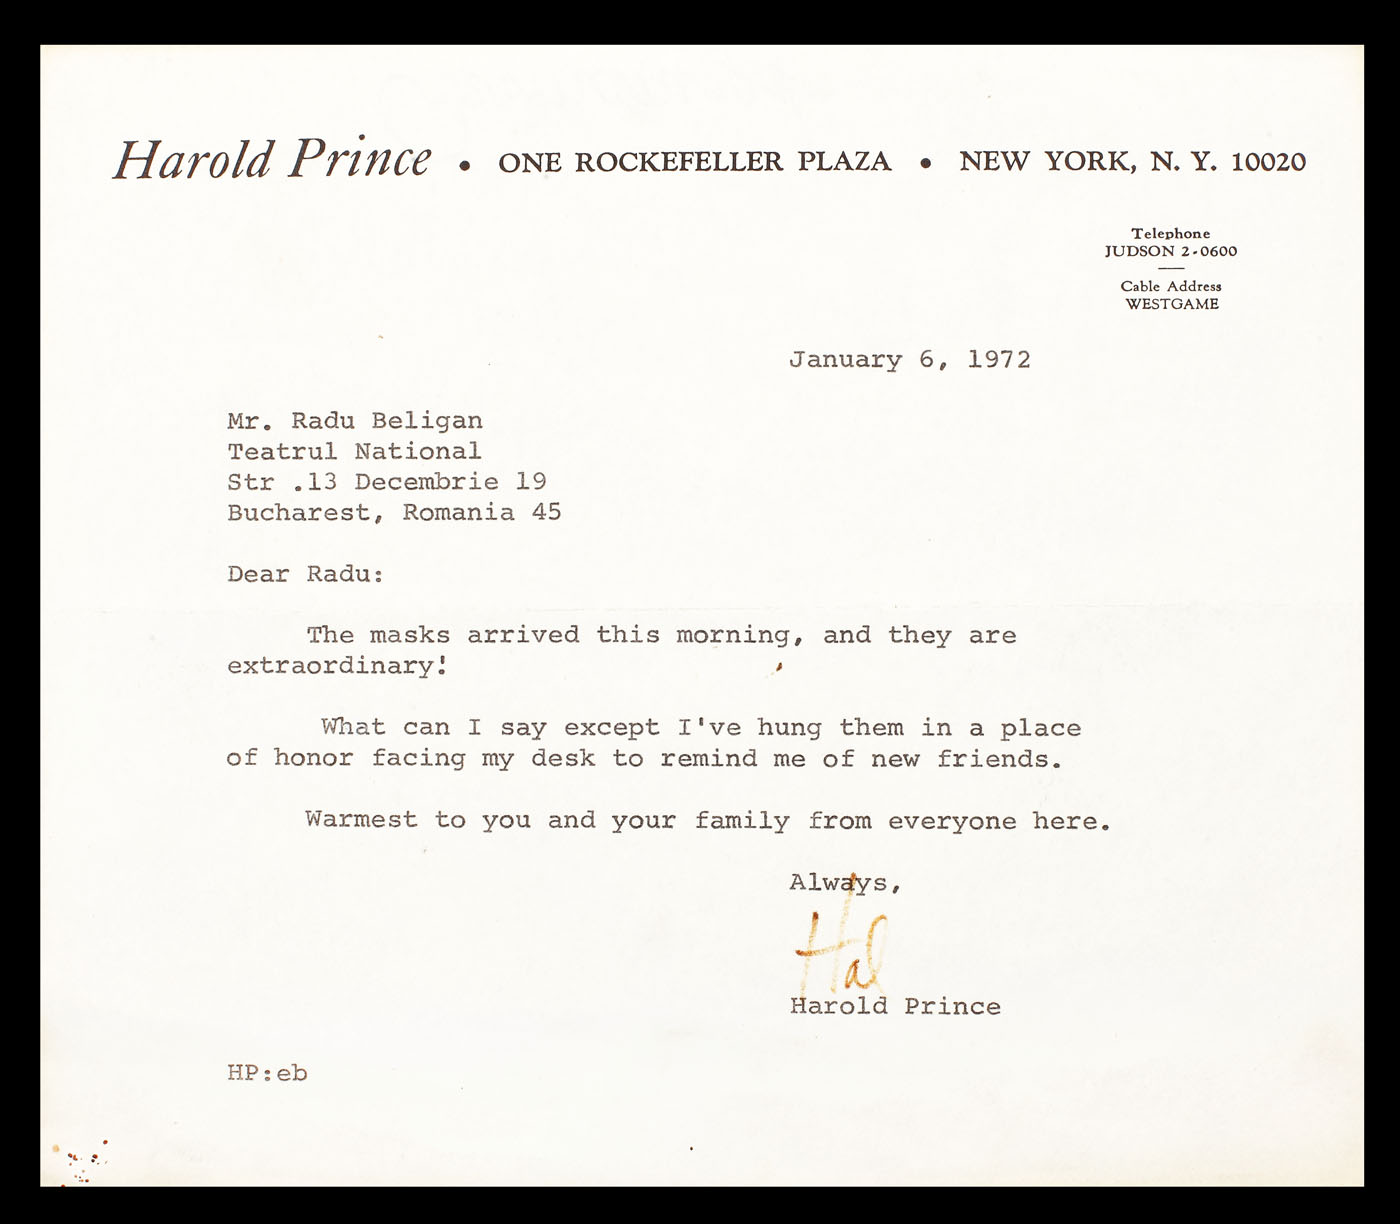 Harold Prince • ONE ROCKEFELLER PLAZA • NEW YORK, N. Y. 10020
Telephone
JUDSON 2-0600
Cable Address
WESTGAME
January 6, 1972
Mr. Radu Beligan
Teatrul National
Str .13 Decembrie 19
Bucharest, Romania 45
Dear Radu:
The masks arrived this morning, and they are
extraordinary!
What can I say except I've hung them in a place
of honor facing my desk to remind me of new friends.
Warmest to you and your family from everyone here.
Always,
Hal
Harold Prince
HP:eb